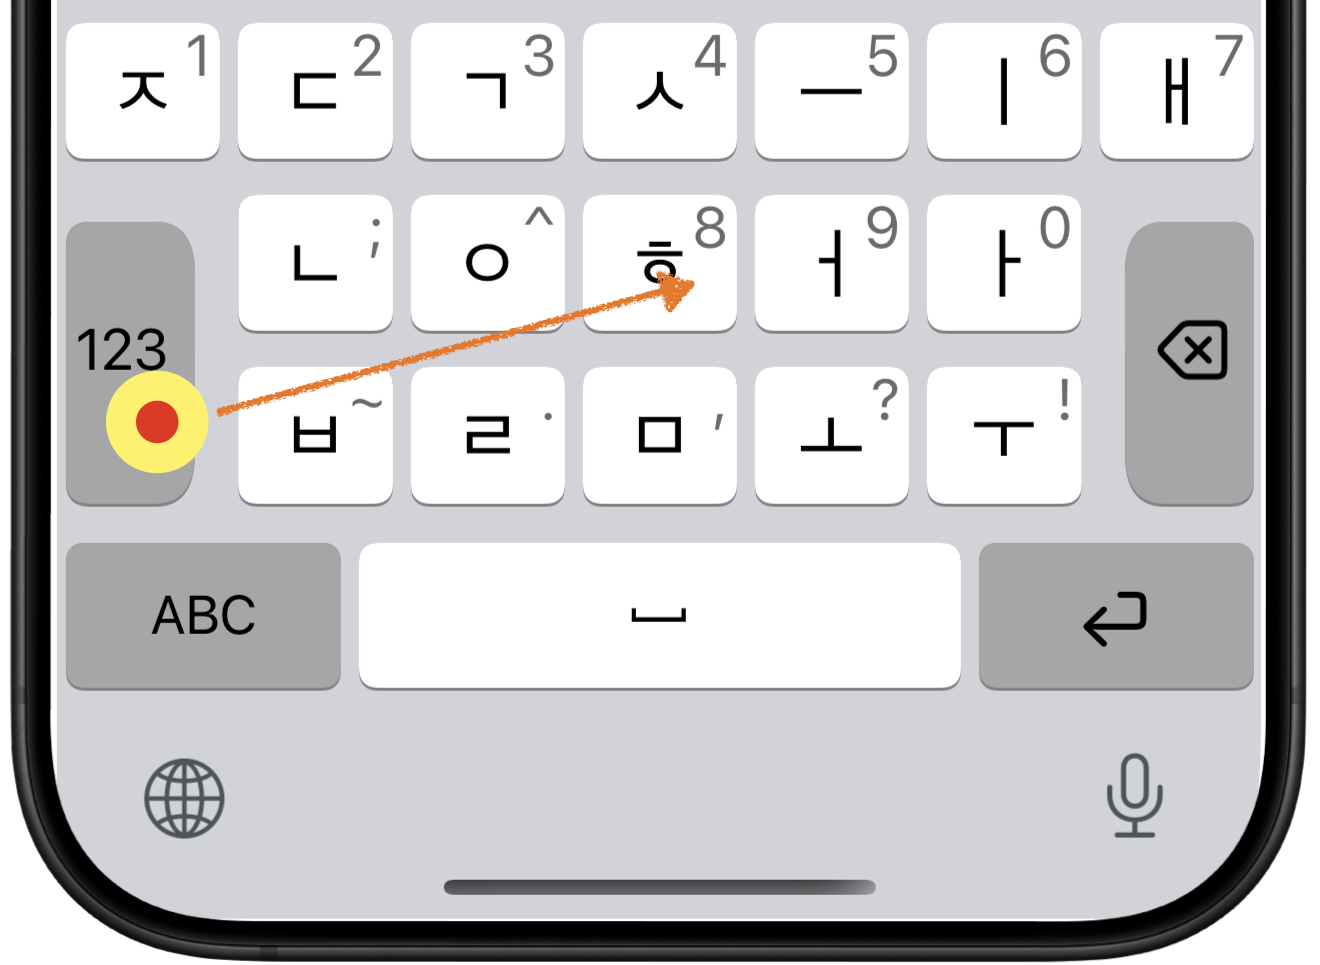 ㅈ 1 ㄷ 2 ㄱ 3 ㅅ 4 ㅡ 5 ㅣ 6 ㅐ 7
ㄴ ; ㅇ ^ ㅎ 8 ㅓ 9 ㅏ 0
123
ㅂ ~ ㄹ . ㅁ , ㅗ ? ㅜ !
ABC